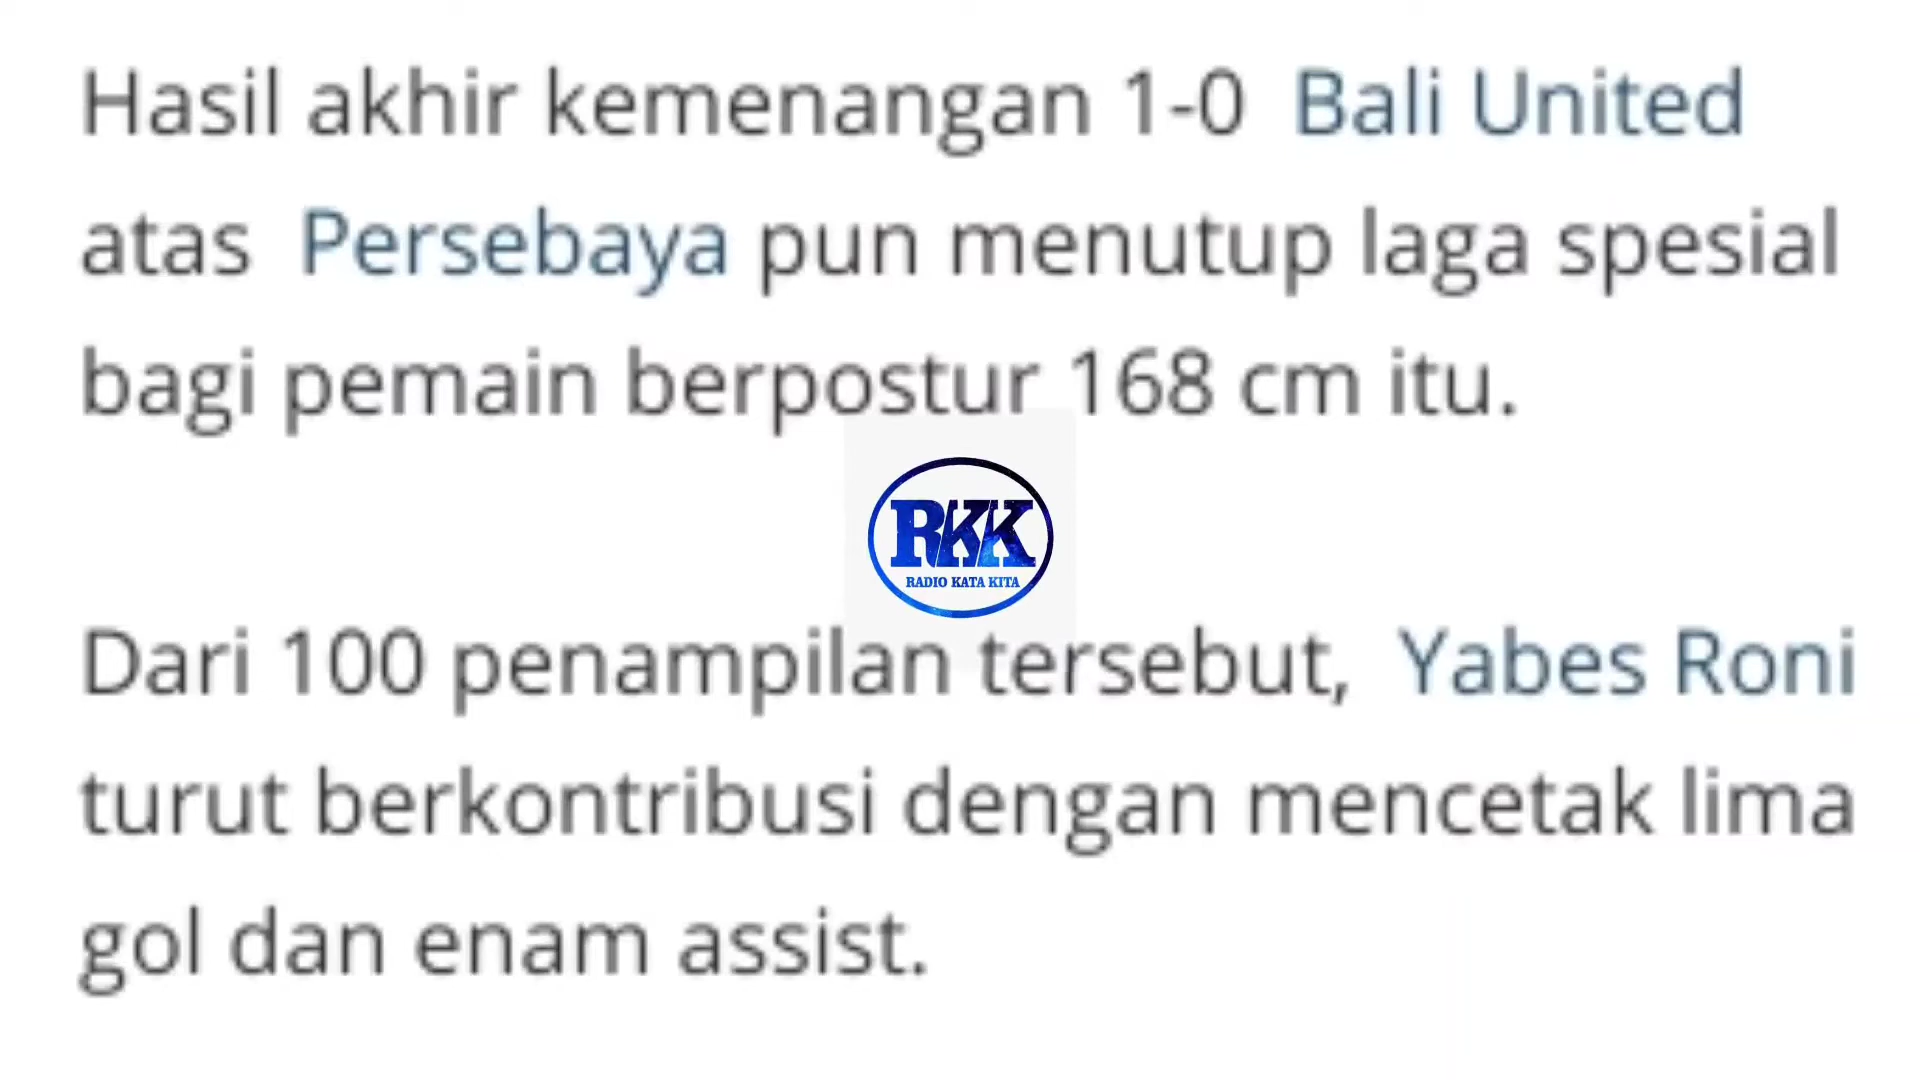 Hasil akhir kemenangan 1-0 Bali United
atas Persebaya pun menutup laga spesial
bagi pemain berpostur 168 cm itu.
RKK
RADIO KATA KITA
Dari 100 penampilan tersebut, Yabes Roni
turut berkontribusi dengan mencetak lima
gol dan enam assist.